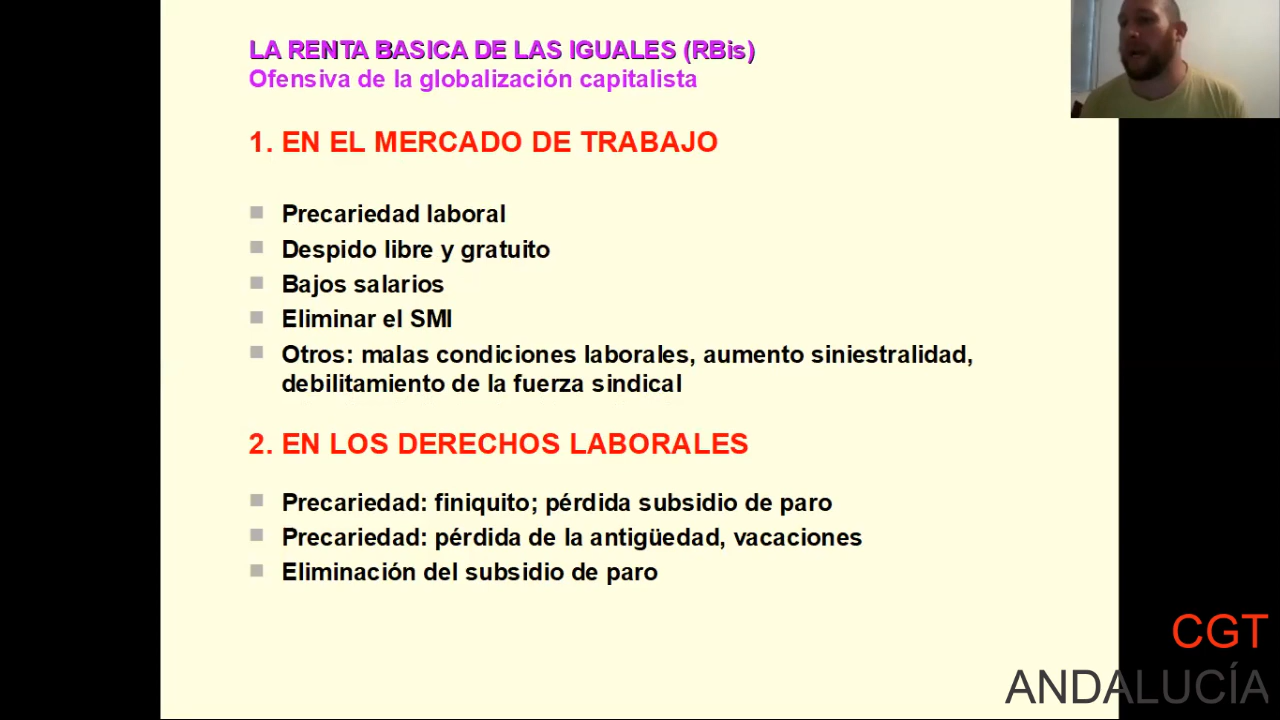 LA RENTA BASICA DE LAS IGUALES (RBis)
Ofensiva de la globalización capitalista
1. EN EL MERCADO DE TRABAJO
Precariedad laboral
Despido libre y gratuito
Bajos salarios
Eliminar el SMI
Otros: malas condiciones laborales, aumento siniestralidad,
debilitamiento de la fuerza sindical
2. EN LOS DERECHOS LABORALES
Precariedad: finiquito; pérdida subsidio de paro
Precariedad: pérdida de la antigüedad, vacaciones
Eliminación del subsidio de paro
CGT
ANDALUCÍA